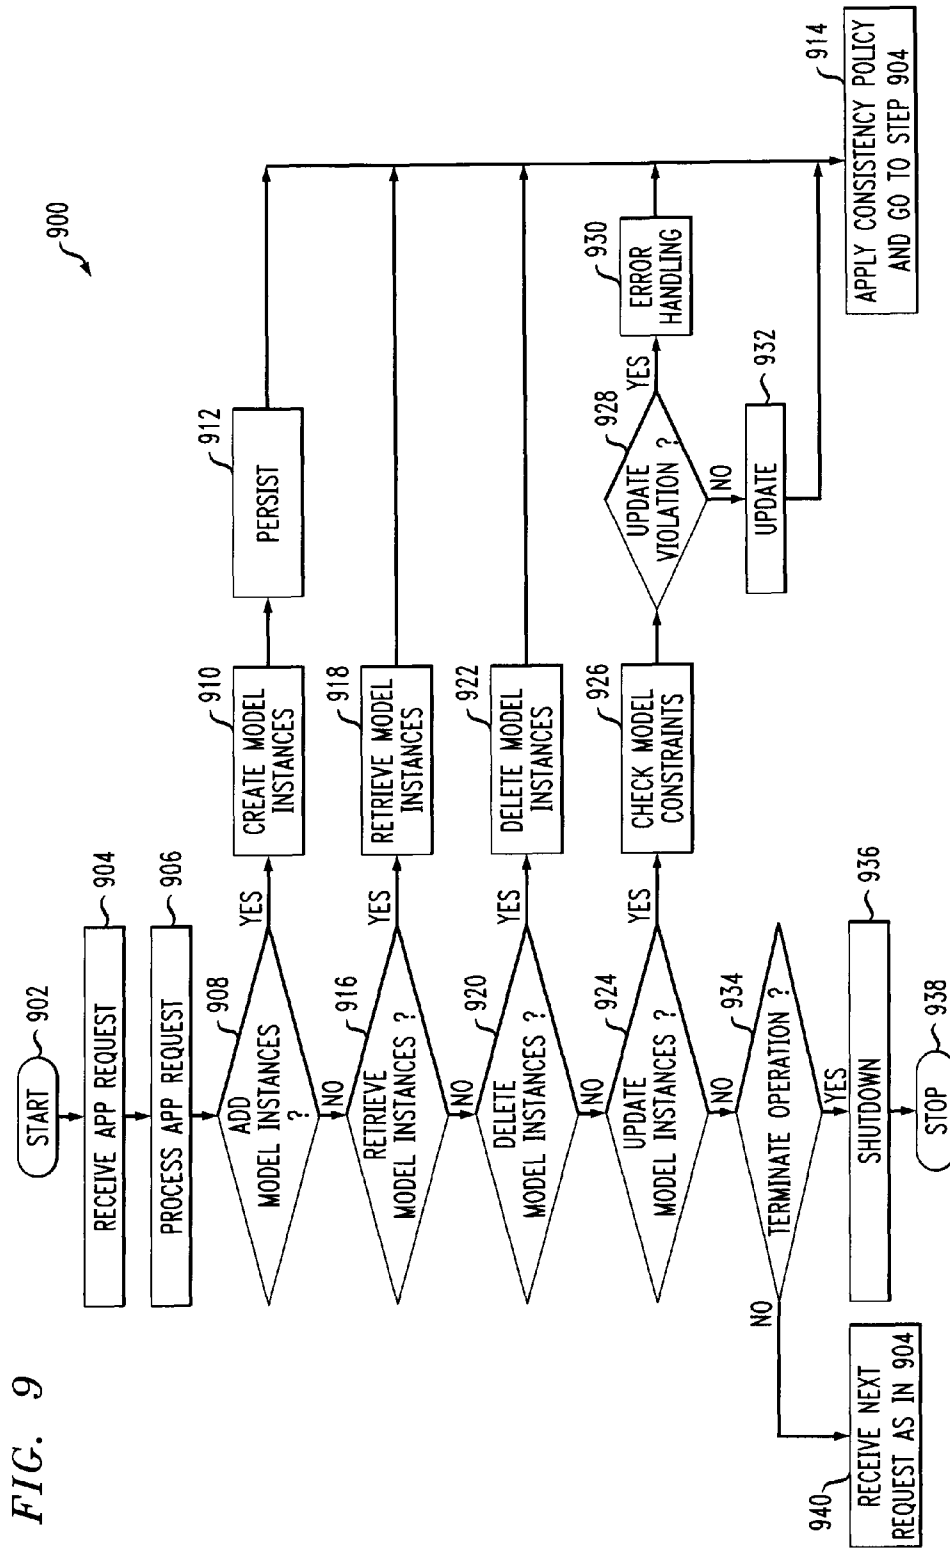 FIG. 9
900
START
902
RECEIVE APP REQUEST
904
PROCESS APP REQUEST
906
ADD
MODEL INSTANCES
?
908
YES
NO
CREATE MODEL
INSTANCES
910
PERSIST
912
RETRIEVE
MODEL INSTANCES ?
916
YES
NO
RETRIEVE MODEL
INSTANCES
918
DELETE
MODEL INSTANCES ?
920
YES
NO
DELETE MODEL
INSTANCES
922
UPDATE
MODEL INSTANCES ?
924
YES
NO
CHECK MODEL
CONSTRAINTS
926
UPDATE
VIOLATION ?
928
YES
NO
ERROR
HANDLING
930
UPDATE
932
APPLY CONSISTENCY POLICY
AND GO TO STEP 904
914
TERMINATE OPERATION ?
934
NO
YES
RECEIVE NEXT
REQUEST AS IN 904
940
SHUTDOWN
936
STOP
938